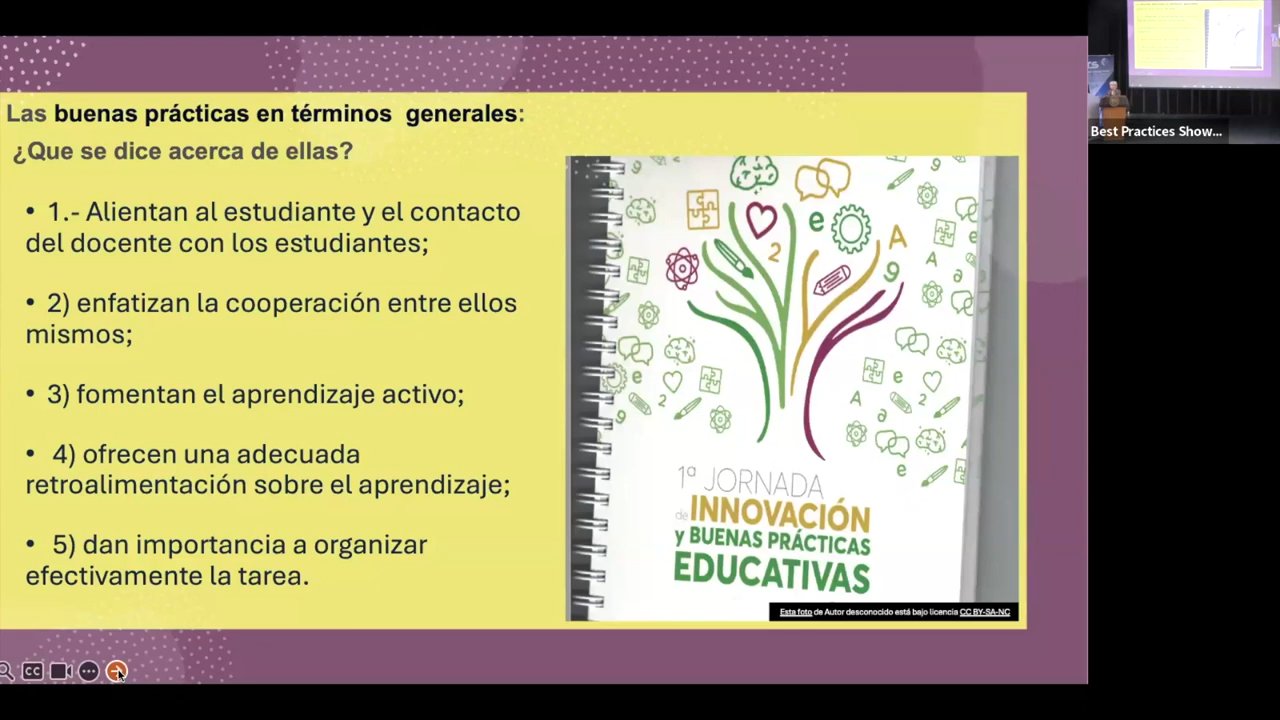 Las buenas prácticas en términos generales:
¿Que se dice acerca de ellas?
• 1.- Alientan al estudiante y el contacto
del docente con los estudiantes;
• 2) enfatizan la cooperación entre ellos
mismos;
• 3) fomentan el aprendizaje activo;
• 4) ofrecen una adecuada
retroalimentación sobre el aprendizaje;
• 5) dan importancia a organizar
efectivamente la tarea.
1ª JORNADA
de INNOVACIÓN
y BUENAS PRÁCTICAS
EDUCATIVAS
Esta foto de Autor desconocido está bajo licencia CC BY-SA-NC
CC
Best Practices Show...